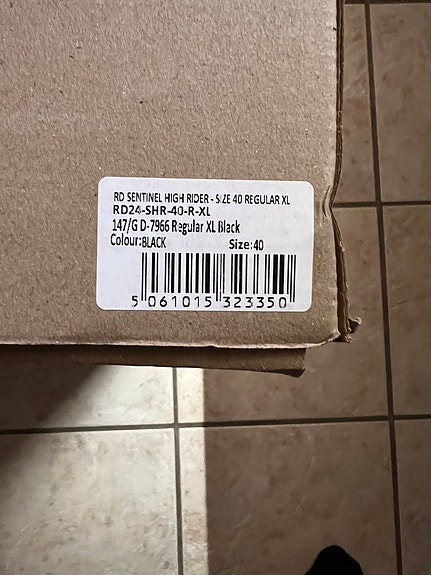 RD SENTINEL HIGH RIDER - SIZE 40 REGULAR XL
RD24-SHR-40-R-XL
147/G D-7966 Regular XL Black
Colour:BLACK Size:40
5 061015 323350